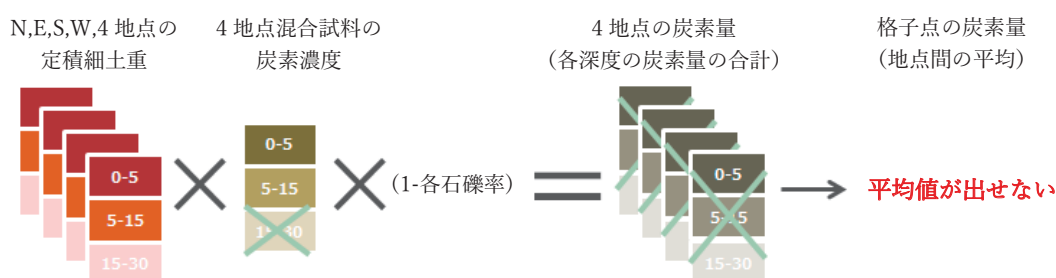 N,E,S,W,4 地点の
定積細土重
4 地点混合試料の
炭素濃度
4 地点の炭素量
(各深度の炭素量の合計)
格子点の炭素量
(地点間の平均)
0-5
5-15
15-30
0-5
5-15
15-30
(1-各石礫率)
0-5
5-15
15-30
平均値が出せない